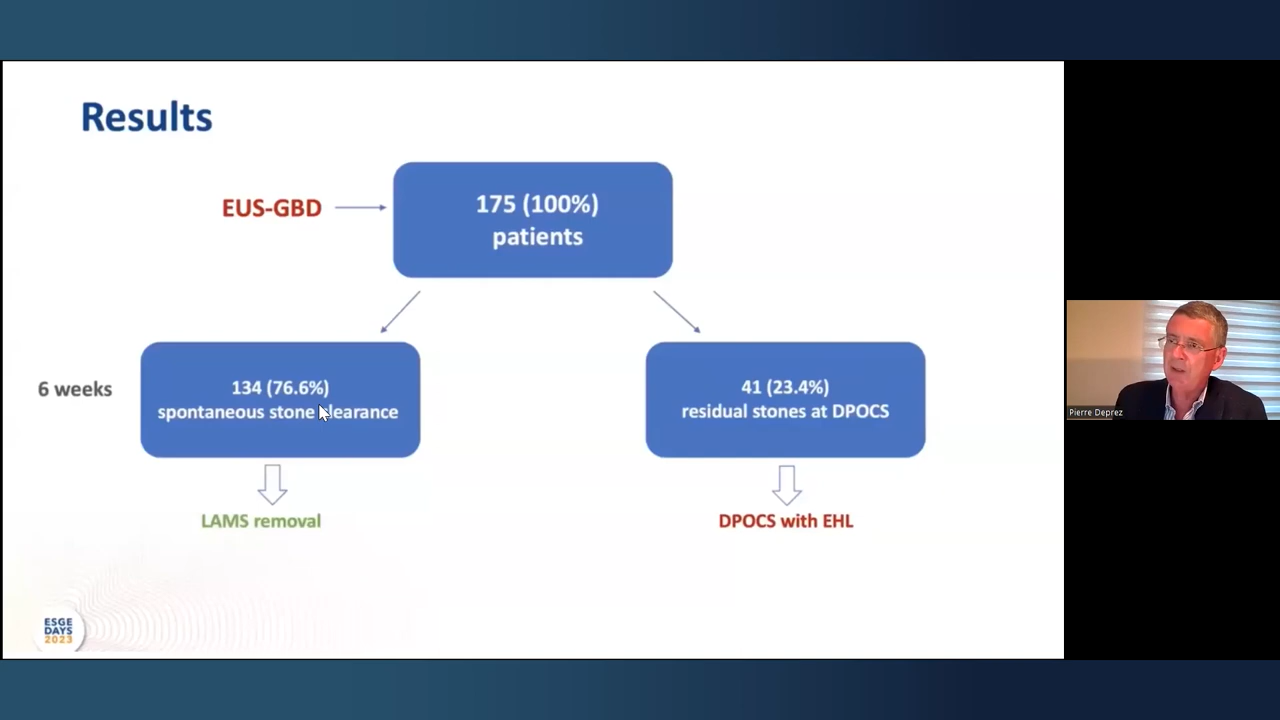 Results
EUS-GBD
175 (100%)
patients
6 weeks
134 (76.6%)
spontaneous stone clearance
41 (23.4%)
residual stones at DPOCS
LAMS removal
DPOCS with EHL
Pierre Deprez
ESGE
DAYS
2023